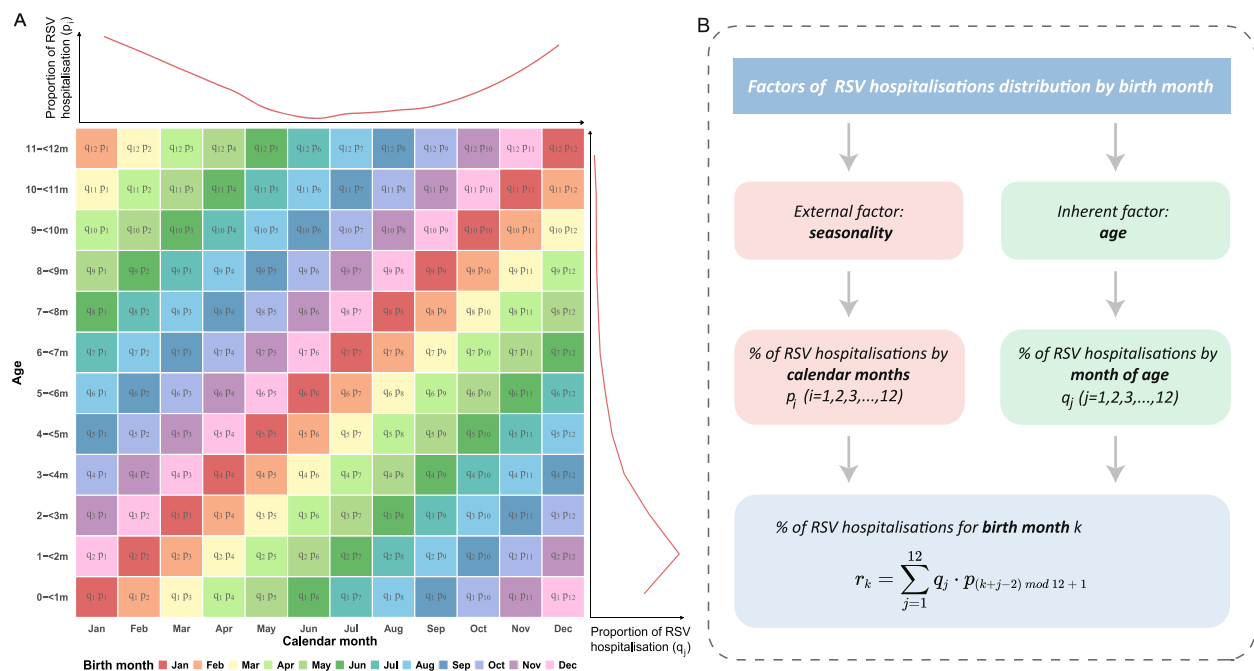 A
Proportion of RSV
hospitalisation (pᵢ)
11-<12m q₁₂ p₁ q₁₂ p₂ q₁₂ p₃ q₁₂ p₄ q₁₂ p₅ q₁₂ p₆ q₁₂ p₇ q₁₂ p₈ q₁₂ p₉ q₁₂ p₁₀ q₁₂ p₁₁ q₁₂ p₁₂
10-<11m q₁₁ p₁ q₁₁ p₂ q₁₁ p₃ q₁₁ p₄ q₁₁ p₅ q₁₁ p₆ q₁₁ p₇ q₁₁ p₈ q₁₁ p₉ q₁₁ p₁₀ q₁₁ p₁₁ q₁₁ p₁₂
9-<10m q₁₀ p₁ q₁₀ p₂ q₁₀ p₃ q₁₀ p₄ q₁₀ p₅ q₁₀ p₆ q₁₀ p₇ q₁₀ p₈ q₁₀ p₉ q₁₀ p₁₀ q₁₀ p₁₁ q₁₀ p₁₂
8-<9m q₉ p₁ q₉ p₂ q₉ p₃ q₉ p₄ q₉ p₅ q₉ p₆ q₉ p₇ q₉ p₈ q₉ p₉ q₉ p₁₀ q₉ p₁₁ q₉ p₁₂
7-<8m q₈ p₁ q₈ p₂ q₈ p₃ q₈ p₄ q₈ p₅ q₈ p₆ q₈ p₇ q₈ p₈ q₈ p₉ q₈ p₁₀ q₈ p₁₁ q₈ p₁₂
6-<7m q₇ p₁ q₇ p₂ q₇ p₃ q₇ p₄ q₇ p₅ q₇ p₆ q₇ p₇ q₇ p₈ q₇ p₉ q₇ p₁₀ q₇ p₁₁ q₇ p₁₂
Age
5-<6m q₆ p₁ q₆ p₂ q₆ p₃ q₆ p₄ q₆ p₅ q₆ p₆ q₆ p₇ q₆ p₈ q₆ p₉ q₆ p₁₀ q₆ p₁₁ q₆ p₁₂
4-<5m q₅ p₁ q₅ p₂ q₅ p₃ q₅ p₄ q₅ p₅ q₅ p₆ q₅ p₇ q₅ p₈ q₅ p₉ q₅ p₁₀ q₅ p₁₁ q₅ p₁₂
3-<4m q₄ p₁ q₄ p₂ q₄ p₃ q₄ p₄ q₄ p₅ q₄ p₆ q₄ p₇ q₄ p₈ q₄ p₉ q₄ p₁₀ q₄ p₁₁ q₄ p₁₂
2-<3m q₃ p₁ q₃ p₂ q₃ p₃ q₃ p₄ q₃ p₅ q₃ p₆ q₃ p₇ q₃ p₈ q₃ p₉ q₃ p₁₀ q₃ p₁₁ q₃ p₁₂
1-<2m q₂ p₁ q₂ p₂ q₂ p₃ q₂ p₄ q₂ p₅ q₂ p₆ q₂ p₇ q₂ p₈ q₂ p₉ q₂ p₁₀ q₂ p₁₁ q₂ p₁₂
0-<1m q₁ p₁ q₁ p₂ q₁ p₃ q₁ p₄ q₁ p₅ q₁ p₆ q₁ p₇ q₁ p₈ q₁ p₉ q₁ p₁₀ q₁ p₁₁ q₁ p₁₂
Jan Feb Mar Apr May Jun Jul Aug Sep Oct Nov Dec
Calendar month
Proportion of RSV
hospitalisation (qⱼ)
Birth month Jan Feb Mar Apr May Jun Jul Aug Sep Oct Nov Dec
B
Factors of RSV hospitalisations distribution by birth month
External factor:
seasonality
Inherent factor:
age
% of RSV hospitalisations by
calendar months
pᵢ (i=1,2,3,...,12)
% of RSV hospitalisations by
month of age
qⱼ (j=1,2,3,...,12)
% of RSV hospitalisations for birth month k
rₖ = ∑_{j=1}^{12} qⱼ · p_{(k+j−2) mod 12+1}